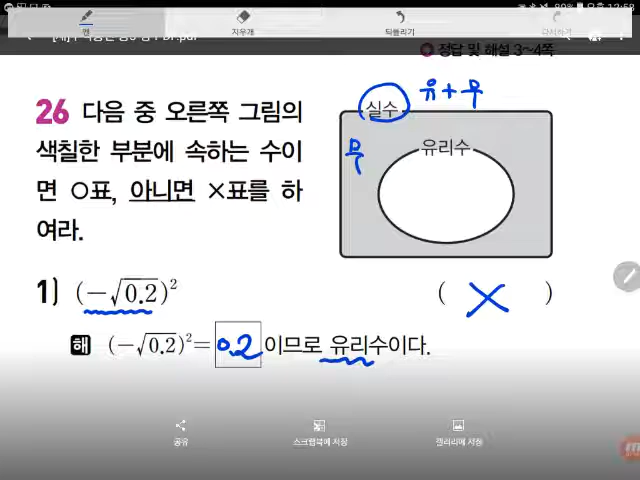 펜 지우개 되돌리기 다시하기
정답 및 해설 3~4쪽
26 다음 중 오른쪽 그림의
색칠한 부분에 속하는 수이
면 ○표, 아니면 ×표를 하
여라.
실수 유+무
무 유리수
1) (-√0.2)² ( × )
해 (-√0.2)²= 0.2 이므로 유리수이다.
공유 스크랩북에 저장 갤러리에 저장